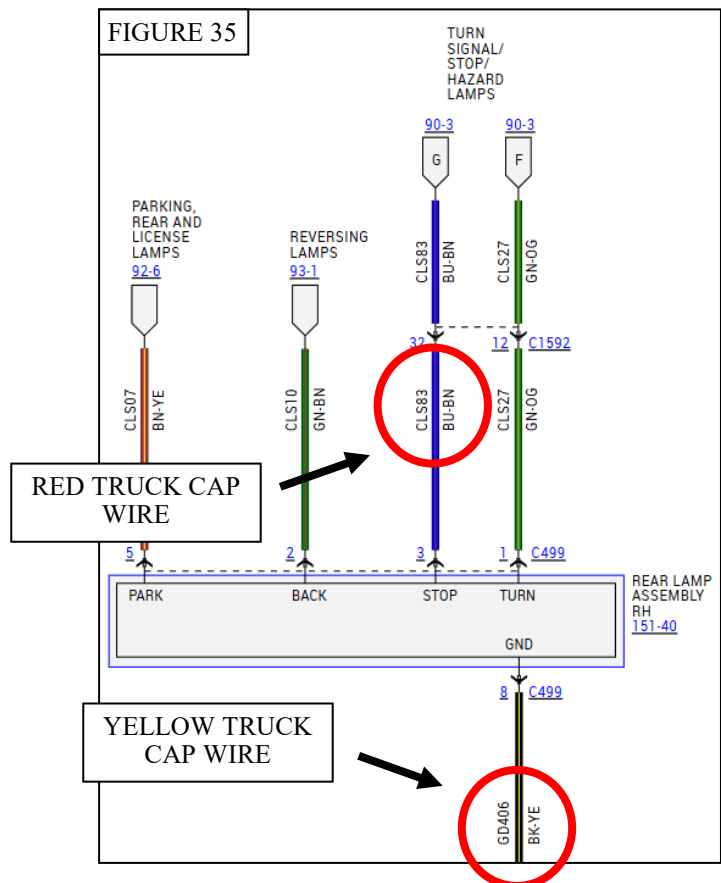 FIGURE 35
TURN
SIGNAL/
STOP/
HAZARD
LAMPS
90-3
90-3
G
F
PARKING,
REAR AND
LICENSE
LAMPS
92-6
REVERSING
LAMPS
93-1
CLS83
BU-BN
CLS27
GN-OG
32
12
C1592
CLS07
BN-YE
CLS10
GN-BN
CLS83
BU-BN
CLS27
GN-OG
RED TRUCK CAP
WIRE
5
2
3
1
C499
PARK
BACK
STOP
TURN
GND
REAR LAMP
ASSEMBLY
RH
151-40
8
C499
YELLOW TRUCK
CAP WIRE
GD406
BK-YE